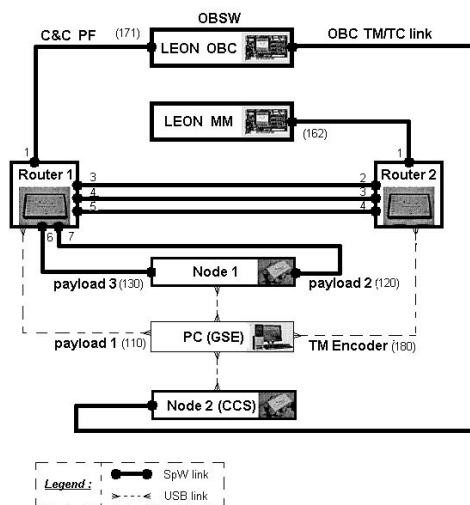 OBSW
C&C PF (171) LEON OBC OBC TM/TC link
LEON MM
(162)
1 1
Router 1 Router 2
3 2
4 3
5 4
6 7
Node 1
payload 3 (130) payload 2 (120)
PC (GSE)
payload 1 (110) TM Encoder (180)
Node 2 (CCS)
Legend :
SpW link
USB link